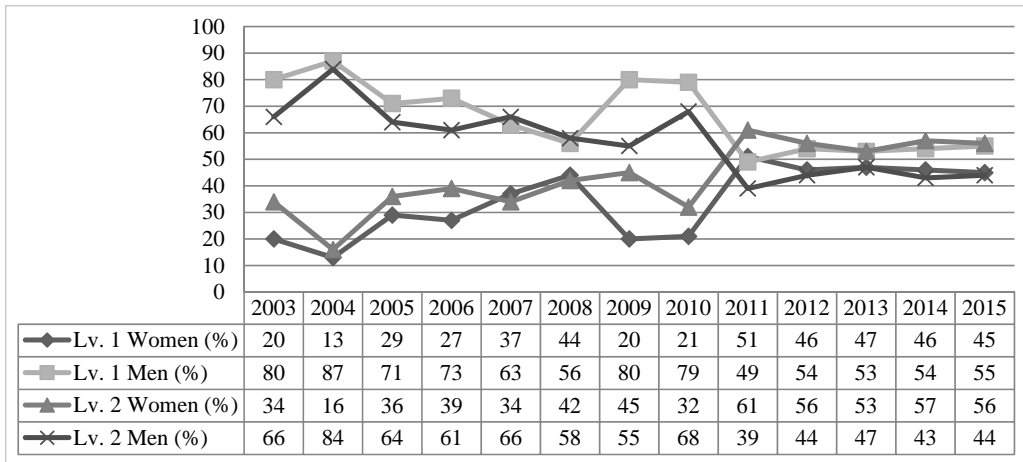 100
90
80
70
60
50
40
30
20
10
0
2003 2004 2005 2006 2007 2008 2009 2010 2011 2012 2013 2014 2015
Lv. 1 Women (%) 20 13 29 27 37 44 20 21 51 46 47 46 45
Lv. 1 Men (%) 80 87 71 73 63 56 80 79 49 54 53 54 55
Lv. 2 Women (%) 34 16 36 39 34 42 45 32 61 56 53 57 56
Lv. 2 Men (%) 66 84 64 61 66 58 55 68 39 44 47 43 44